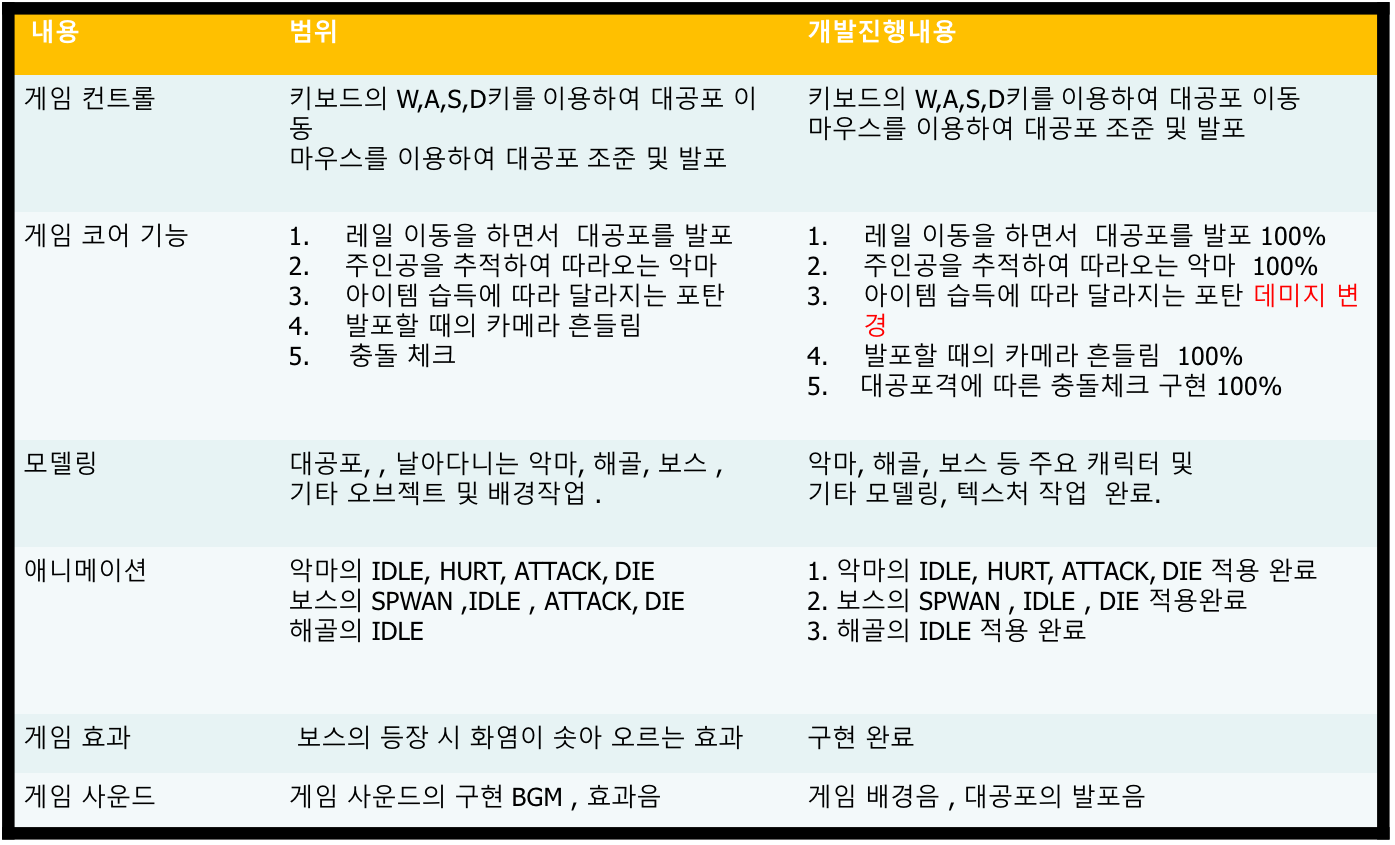 내용
범위
개발진행내용
게임 컨트롤
키보드의 W,A,S,D키를 이용하여 대공포 이
동
마우스를 이용하여 대공포 조준 및 발포
키보드의 W,A,S,D키를 이용하여 대공포 이동
마우스를 이용하여 대공포 조준 및 발포
게임 코어 기능
1. 레일 이동을 하면서 대공포를 발포
2. 주인공을 추적하여 따라오는 악마
3. 아이템 습득에 따라 달라지는 포탄
4. 발포할 때의 카메라 흔들림
5. 충돌 체크
1. 레일 이동을 하면서 대공포를 발포 100%
2. 주인공을 추적하여 따라오는 악마 100%
3. 아이템 습득에 따라 달라지는 포탄 데미지 변
경
4. 발포할 때의 카메라 흔들림 100%
5. 대공포격에 따른 충돌체크 구현 100%
모델링
대공포, , 날아다니는 악마, 해골, 보스 ,
기타 오브젝트 및 배경작업 .
악마, 해골, 보스 등 주요 캐릭터 및
기타 모델링, 텍스처 작업 완료.
애니메이션
악마의 IDLE, HURT, ATTACK, DIE
보스의 SPWAN ,IDLE , ATTACK, DIE
해골의 IDLE
1. 악마의 IDLE, HURT, ATTACK, DIE 적용 완료
2. 보스의 SPWAN , IDLE , DIE 적용완료
3. 해골의 IDLE 적용 완료
게임 효과
보스의 등장 시 화염이 솟아 오르는 효과
구현 완료
게임 사운드
게임 사운드의 구현 BGM , 효과음
게임 배경음 , 대공포의 발포음